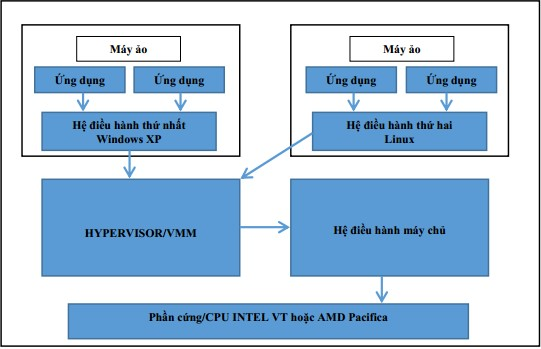 Máy ảo
Ứng dụng
Ứng dụng
Hệ điều hành thứ nhất
Windows XP
Máy ảo
Ứng dụng
Ứng dụng
Hệ điều hành thứ hai
Linux
HYPERVISOR/VMM
Hệ điều hành máy chủ
Phần cứng/CPU INTEL VT hoặc AMD Pacifica